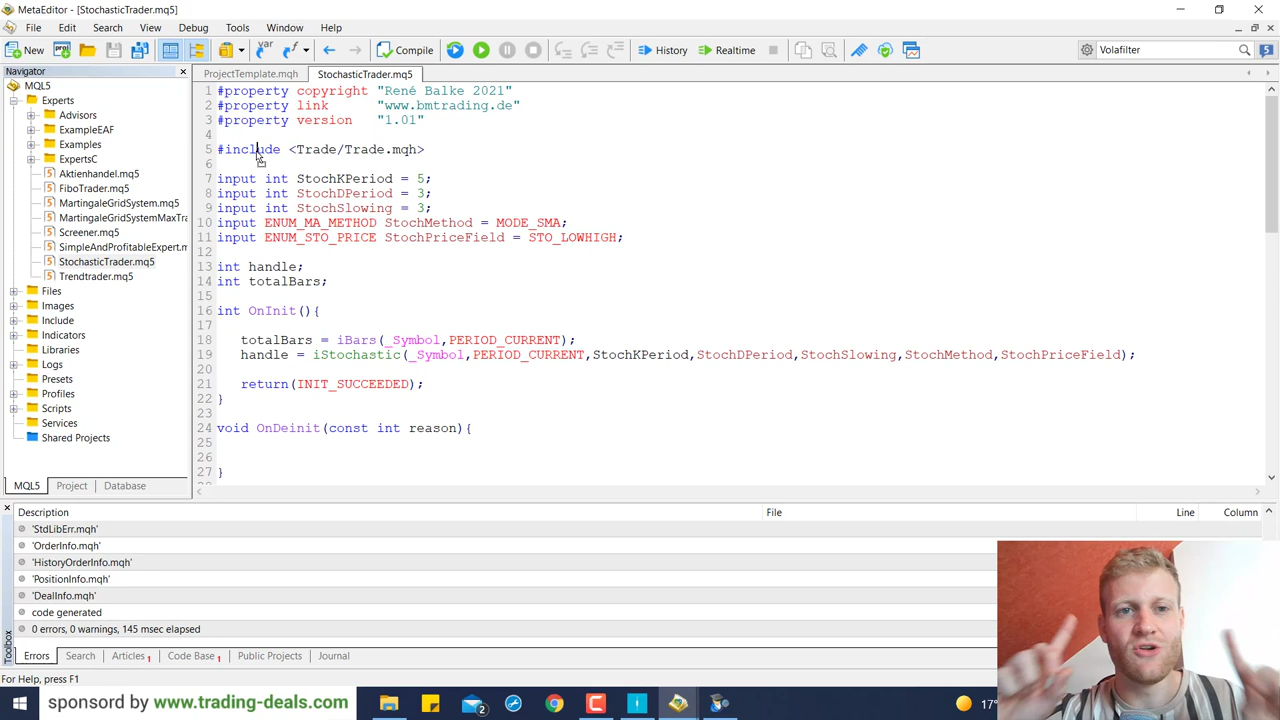 MetaEditor - [StochasticTrader.mq5]
File Edit Search View Debug Tools Window Help
New Compile History Realtime Volafilter 5
Navigator
ProjectTemplate.mqh StochasticTrader.mq5
MQL5
Experts
Advisors
ExampleEAF
Examples
ExpertsC
Aktienhandel.mq5
FiboTrader.mq5
MartingaleGridSystem.mq5
MartingaleGridSystemMaxTra
Screener.mq5
SimpleAndProfitableExpert.m
StochasticTrader.mq5
Trendtrader.mq5
Files
Images
Include
Indicators
Libraries
Logs
Presets
Profiles
Scripts
Services
Shared Projects
MQL5 Project Database
1 #property copyright "René Balke 2021"
2 #property link "www.bmtrading.de"
3 #property version "1.01"
4
5 #include <Trade/Trade.mqh>
6
7 input int StochKPeriod = 5;
8 input int StochDPeriod = 3;
9 input int StochSlowing = 3;
10 input ENUM_MA_METHOD StochMethod = MODE_SMA;
11 input ENUM_STO_PRICE StochPriceField = STO_LOWHIGH;
12
13 int handle;
14 int totalBars;
15
16 int OnInit(){
17
18 totalBars = iBars(_Symbol,PERIOD_CURRENT);
19 handle = iStochastic(_Symbol,PERIOD_CURRENT,StochKPeriod,StochDPeriod,StochSlowing,StochMethod,StochPriceField);
20
21 return(INIT_SUCCEEDED);
22 }
23
24 void OnDeinit(const int reason){
25
26
27 }
Description File Line Column
'StdLibErr.mqh'
'OrderInfo.mqh'
'HistoryOrderInfo.mqh'
'PositionInfo.mqh'
'DealInfo.mqh'
code generated
0 errors, 0 warnings, 145 msec elapsed
Toolbox
Errors Search Articles 1 Code Base 1 Public Projects Journal
For Help, press F1
sponsord by www.trading-deals.com 2 17°